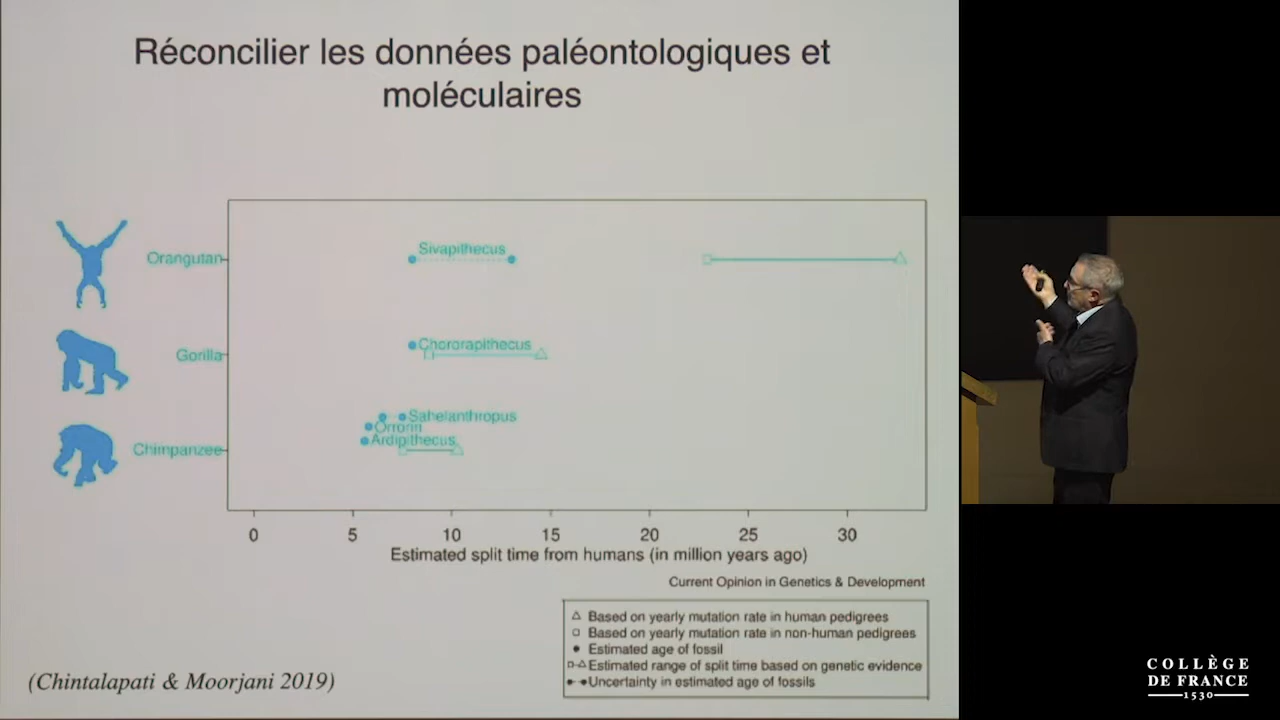 Réconcilier les données paléontologiques et
moléculaires
Orangutan
Sivapithecus
Gorilla
Chororapithecus
Sahelanthropus
Orrorin
Ardipithecus
Chimpanzee
0 5 10 15 20 25 30
Estimated split time from humans (in million years ago)
Current Opinion in Genetics & Development
Based on yearly mutation rate in human pedigrees
Based on yearly mutation rate in non-human pedigrees
Estimated age of fossil
Estimated range of split time based on genetic evidence
Uncertainty in estimated age of fossils
(Chintalapati & Moorjani 2019)
COLLÈGE
DE FRANCE
1530